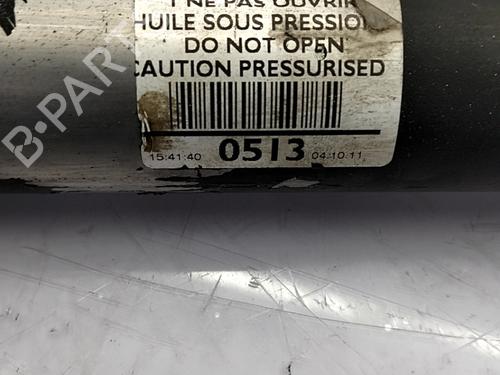 NE PAS OUVRIR
HUILE SOUS PRESSION
DO NOT OPEN
CAUTION PRESSURISED
15:41:40 0513 04.10.11
B-PARTS